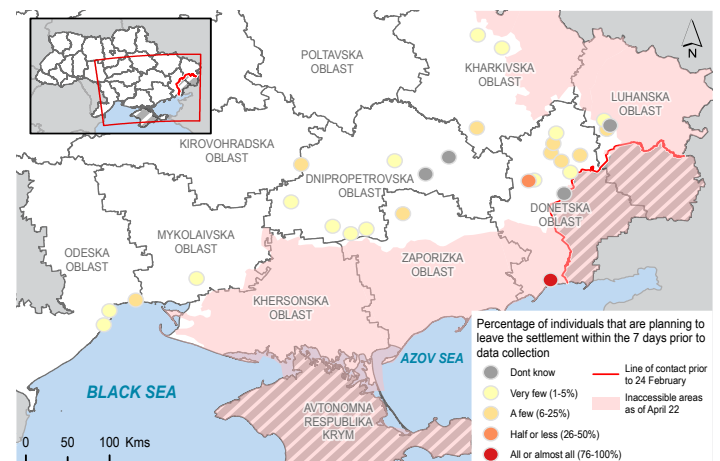 POLTAVSKA
OBLAST
KHARKIVSKA
OBLAST
N
LUHANSKA
OBLAST
KIROVOHRADSKA
OBLAST
DNIPROPETROVSKA
OBLAST
DONETSKA
OBLAST
MYKOLAIVSKA
OBLAST
ODESKA
OBLAST
ZAPORIZKA
OBLAST
KHERSONSKA
OBLAST
AZOV SEA
BLACK SEA
AVTONOMNA
RESPUBLIKA
KRYM
0 50 100 Kms
Percentage of individuals that are planning to
leave the settlement within the 7 days prior to
data collection
Dont know
Very few (1-5%)
A few (6-25%)
Half or less (26-50%)
All or almost all (76-100%)
Line of contact prior
to 24 February
Inaccessible areas
as of April 22